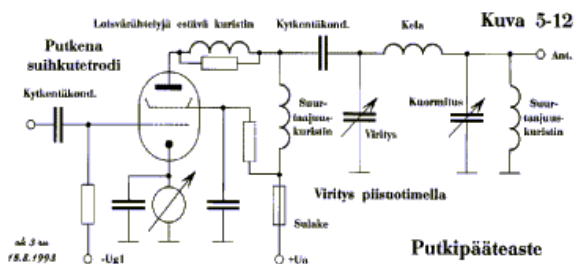 Loisvärähtelyjä estävä kuristin
Kytkentäkond.
Kela
Kuva 5-12
Putkena
suihkutetrodi
Kytkentäkond.
Ant.
Suur-
taajuus-
kuristin
Viritys
Kuormitus
Suur-
taajuus-
kuristin
Viritys piisuotimella
Sulake
18.8.1998
-Ug1
+Ua
Putkipääteaste